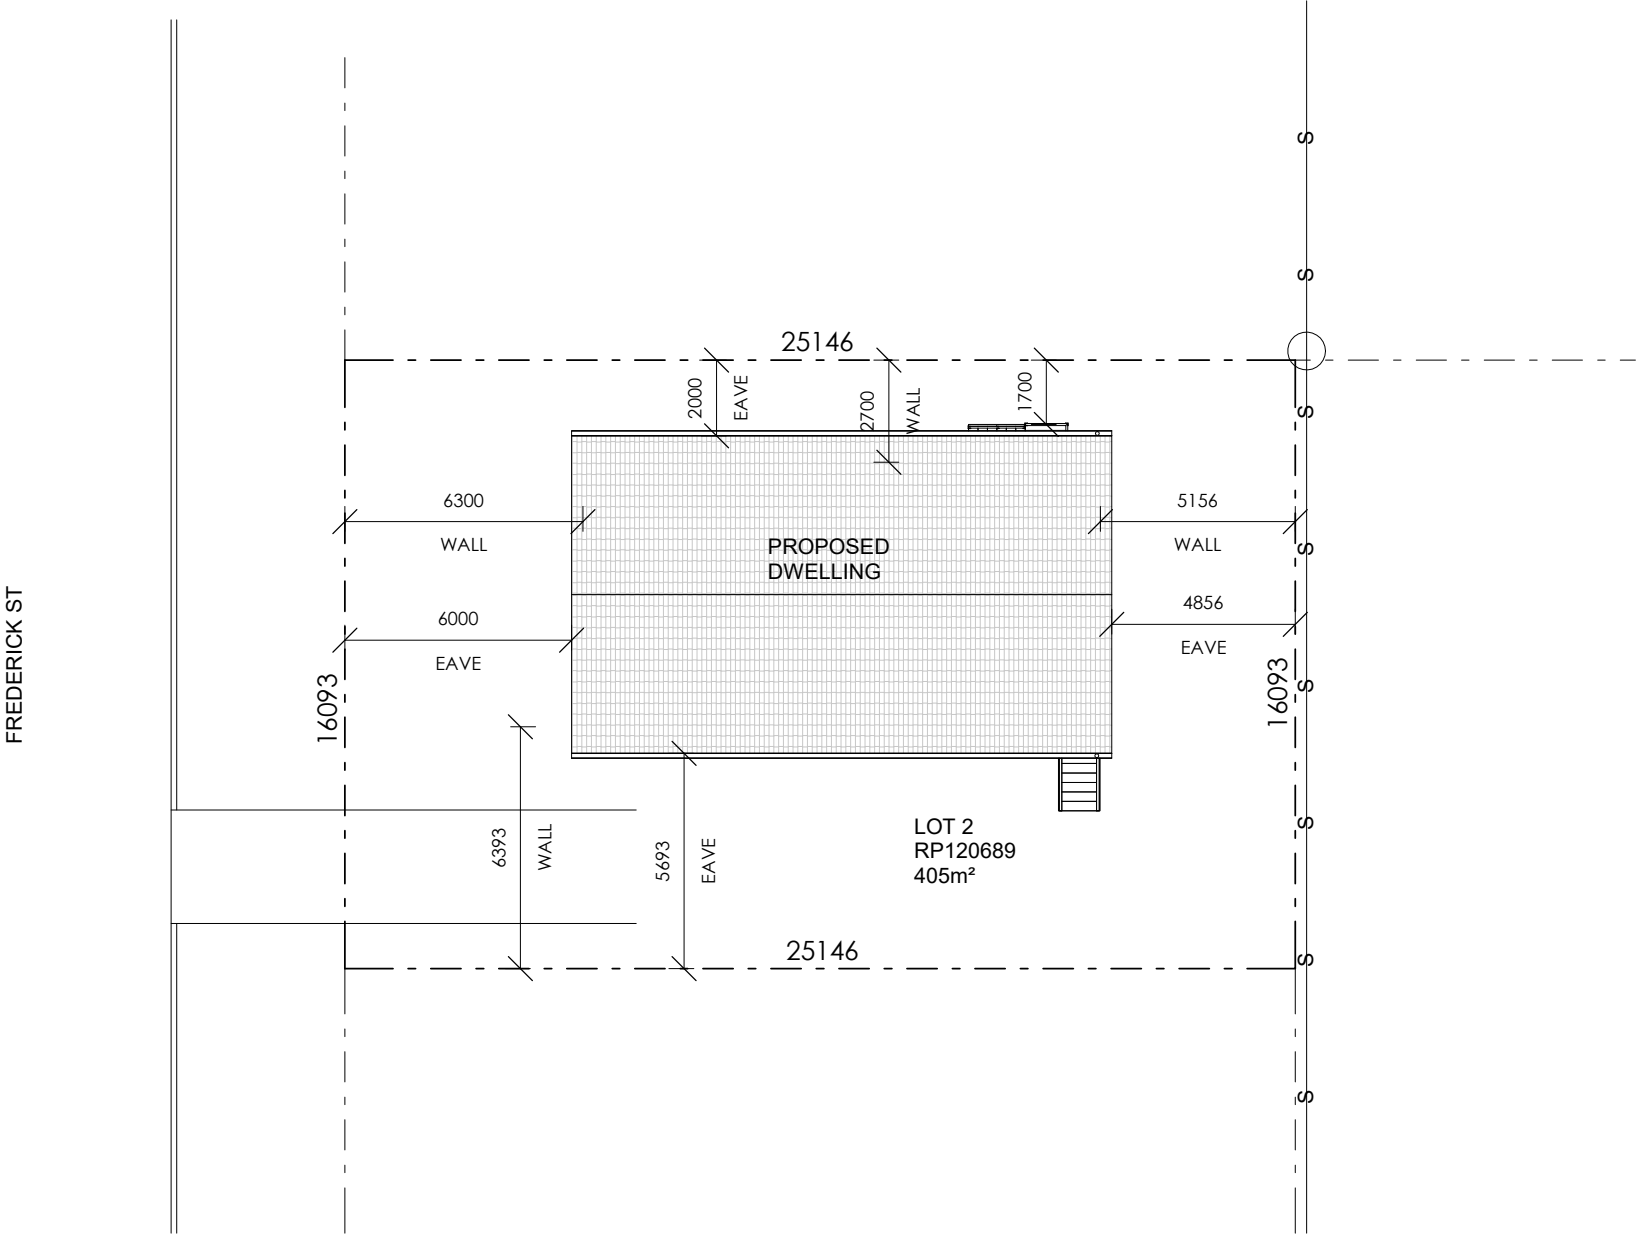 S
S
25146
2000
EAVE
2700
WALL
1700
S
6300
WALL
5156
WALL
S
PROPOSED
DWELLING
6000
EAVE
4856
EAVE
FREDERICK ST
16093
16093
S
6393
WALL
5693
EAVE
LOT 2
RP120689
405m²
S
25146
S
S